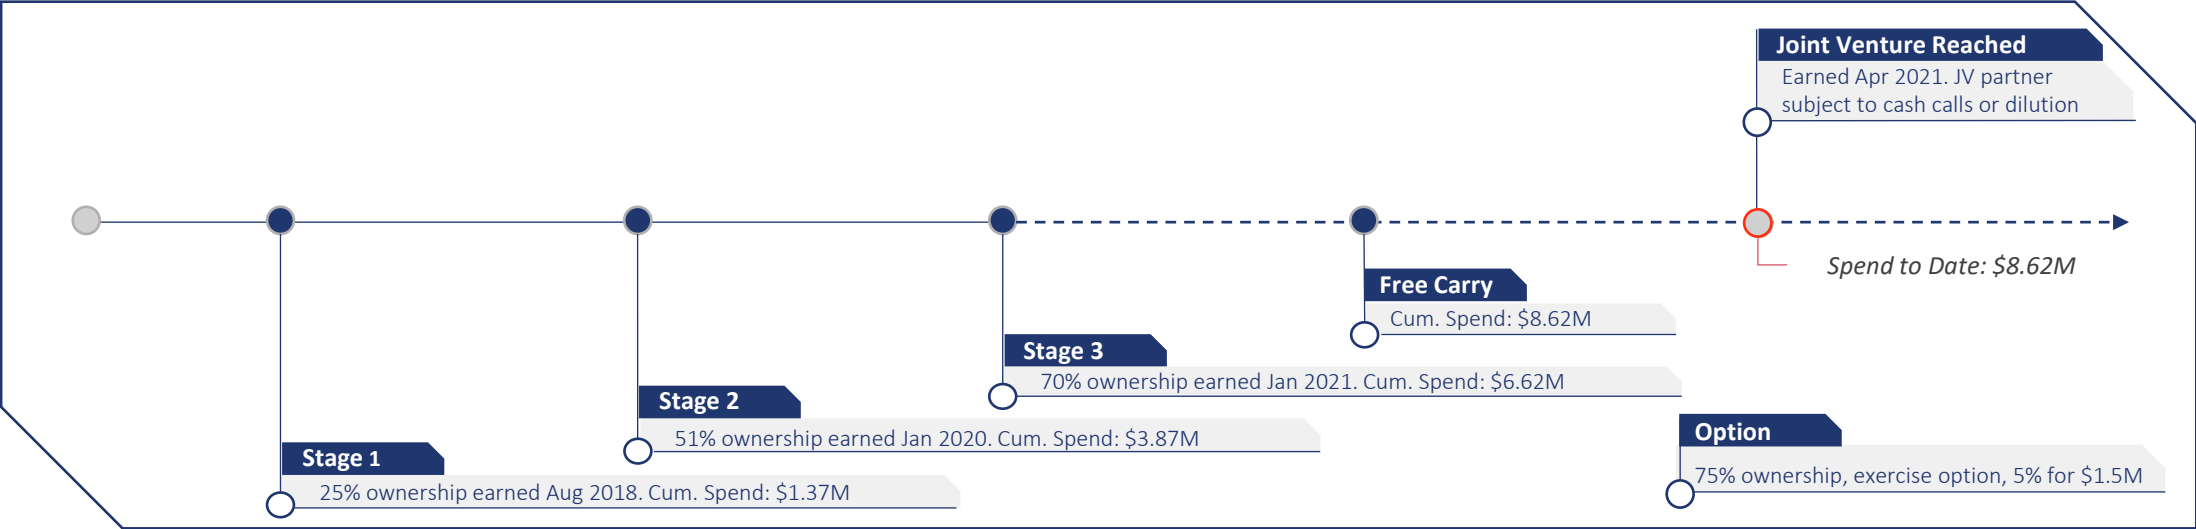 Joint Venture Reached
Earned Apr 2021. JV partner
subject to cash calls or dilution
Spend to Date: $8.62M
Free Carry
Cum. Spend: $8.62M
Stage 3
70% ownership earned Jan 2021. Cum. Spend: $6.62M
Stage 2
51% ownership earned Jan 2020. Cum. Spend: $3.87M
Option
75% ownership, exercise option, 5% for $1.5M
Stage 1
25% ownership earned Aug 2018. Cum. Spend: $1.37M